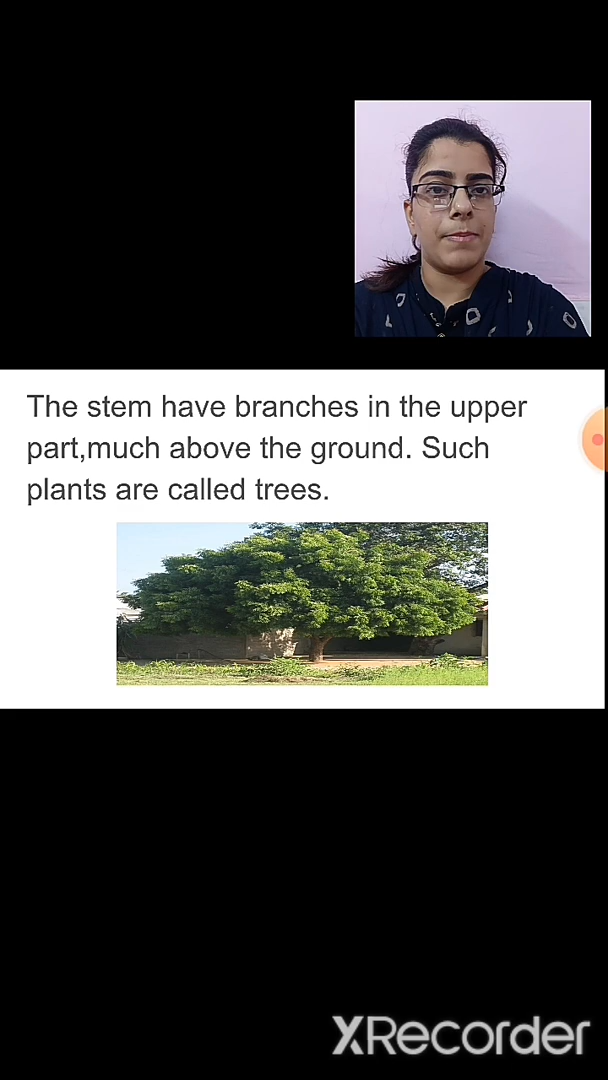 The stem have branches in the upper
part,much above the ground. Such
plants are called trees.
XRecorder